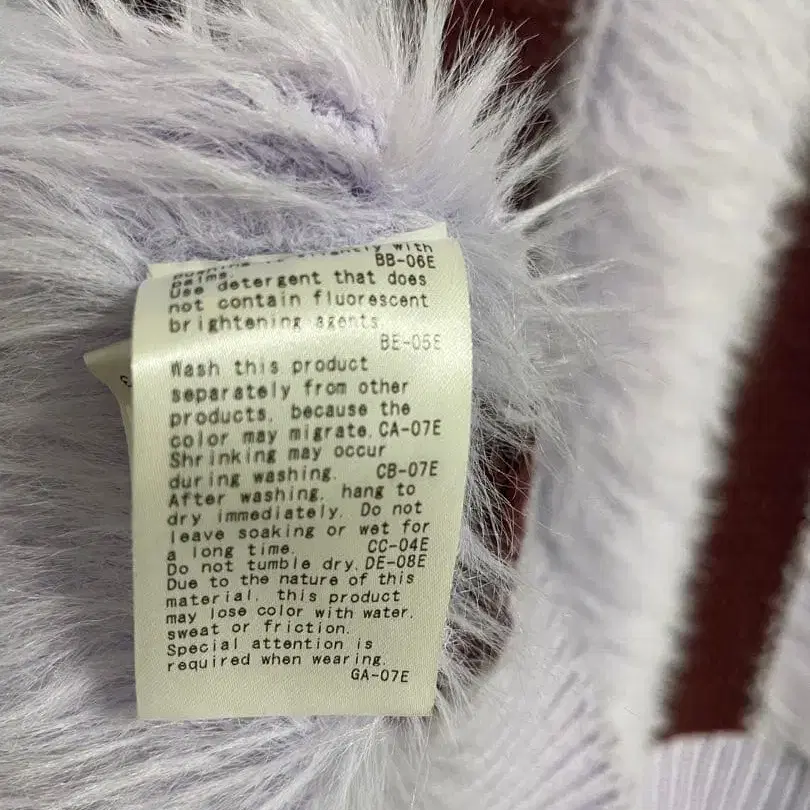 with
palms. BB-06E
Use detergent that does
not contain fluorescent
brightening agents
BE-05E
Wash this product
separately from other
products, because the
color may migrate. CA-07E
Shrinking may occur
during washing. CB-07E
After washing, hang to
dry immediately. Do not
leave soaking or wet for
a long time. CC-04E
Do not tumble dry. DE-08E
Due to the nature of this
material, this product
may lose color with water,
sweat or friction.
Special attention is
required when wearing.
GA-07E